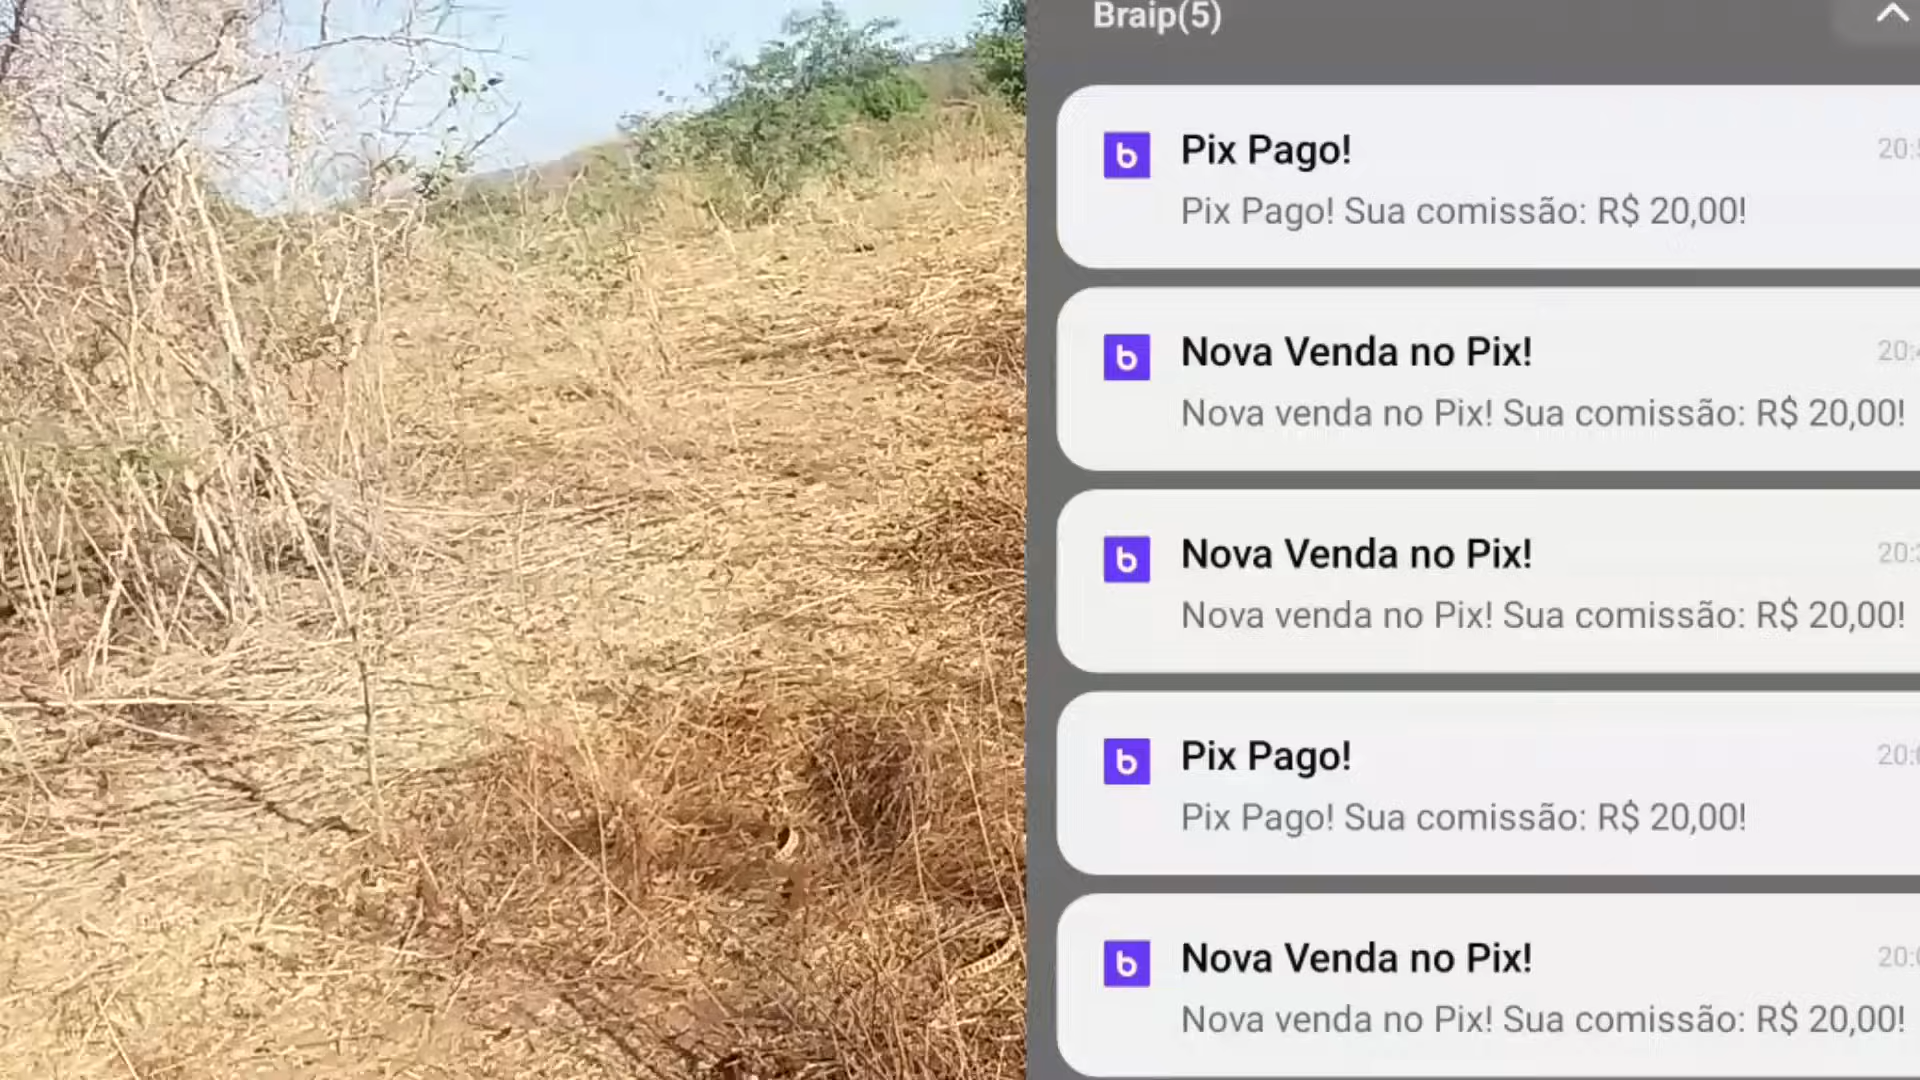 Braip(5)
Pix Pago!
Pix Pago! Sua comissão: R$ 20,00!
Nova Venda no Pix!
Nova venda no Pix! Sua comissão: R$ 20,00!
Nova Venda no Pix!
Nova venda no Pix! Sua comissão: R$ 20,00!
Pix Pago!
Pix Pago! Sua comissão: R$ 20,00!
Nova Venda no Pix!
Nova venda no Pix! Sua comissão: R$ 20,00!